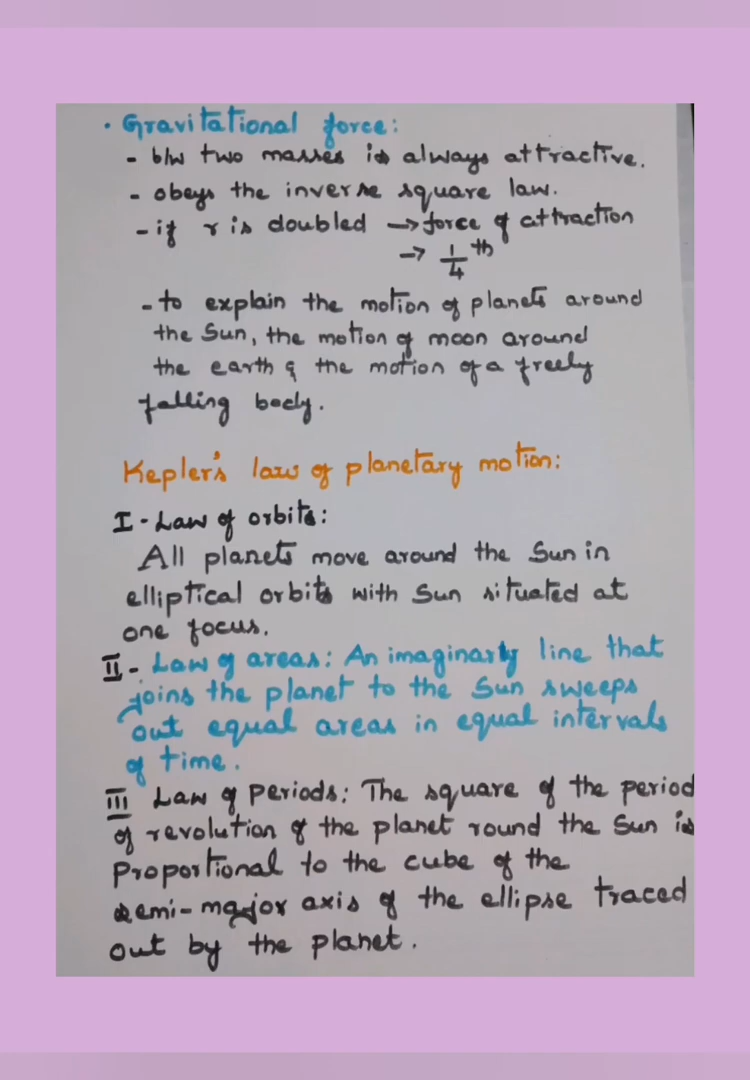 • Gravitational force:
- b/w two masses is always attractive.
- obeys the inverse square law.
- if r is doubled → force of attraction
→ 1/4 th
- to explain the motion of planets around
the Sun, the motion of moon around
the earth & the motion of a freely
falling body.
Kepler's law of planetary motion:
I - Law of orbits:
All planets move around the Sun in
elliptical orbits with Sun situated at
one focus.
II - Law of areas: An imaginary line that
joins the planet to the Sun sweeps
out equal areas in equal intervals
of time.
III Law of periods: The square of the period
of revolution of the planet round the Sun is
Proportional to the cube of the
semi-major axis of the ellipse traced
out by the planet.